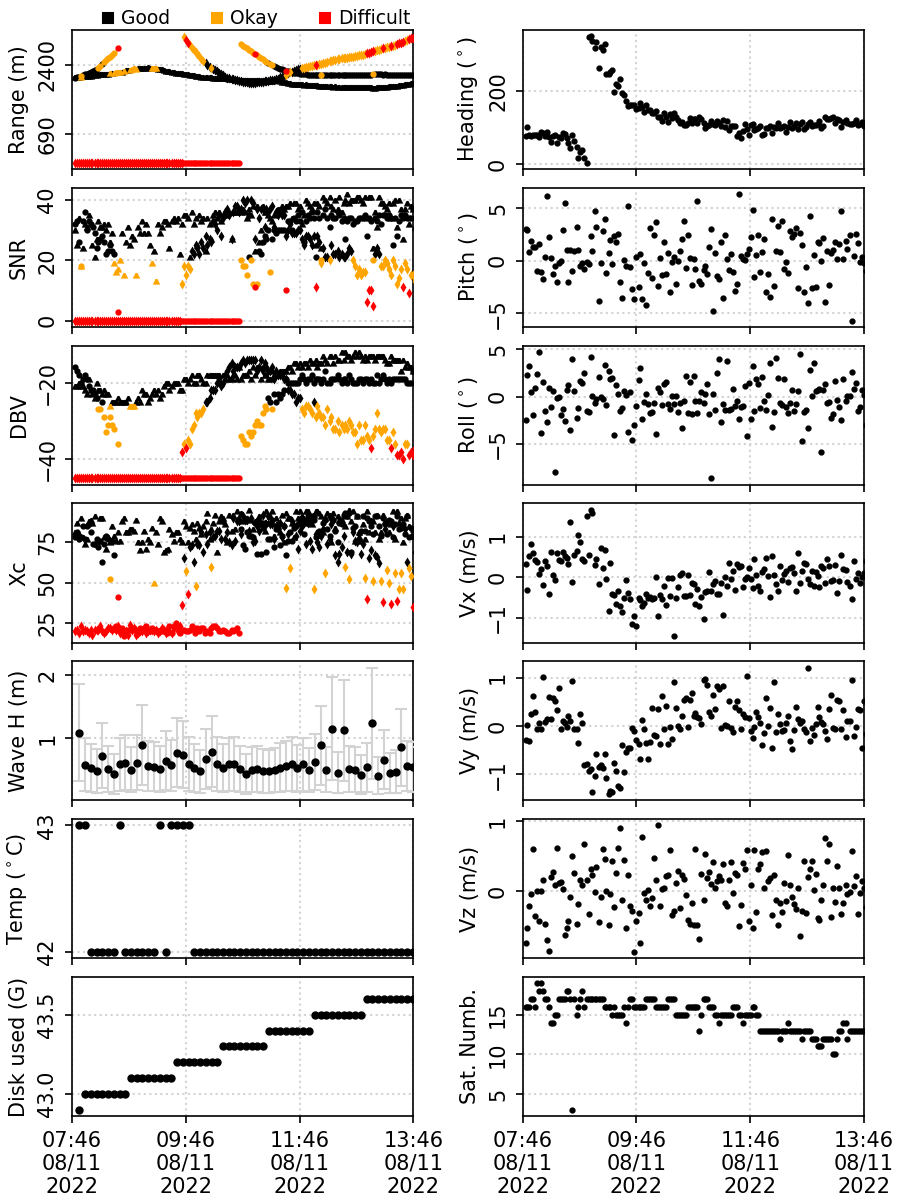 Good Okay Difficult
Range (m)
2400
690
Heading (°)
200
0
SNR
40
20
0
Pitch (°)
5
0
−5
DBV
−20
−40
Roll (°)
5
0
−5
Xc
75
50
25
Vx (m/s)
1
0
−1
Wave H (m)
2
1
Vy (m/s)
1
0
−1
Temp (°C)
43
42
Vz (m/s)
1
0
Disk used (G)
43.5
43.0
Sat. Numb.
15
10
5
07:46 09:46 11:46 13:46
08/11 08/11 08/11 08/11
2022 2022 2022 2022
07:46 09:46 11:46 13:46
08/11 08/11 08/11 08/11
2022 2022 2022 2022